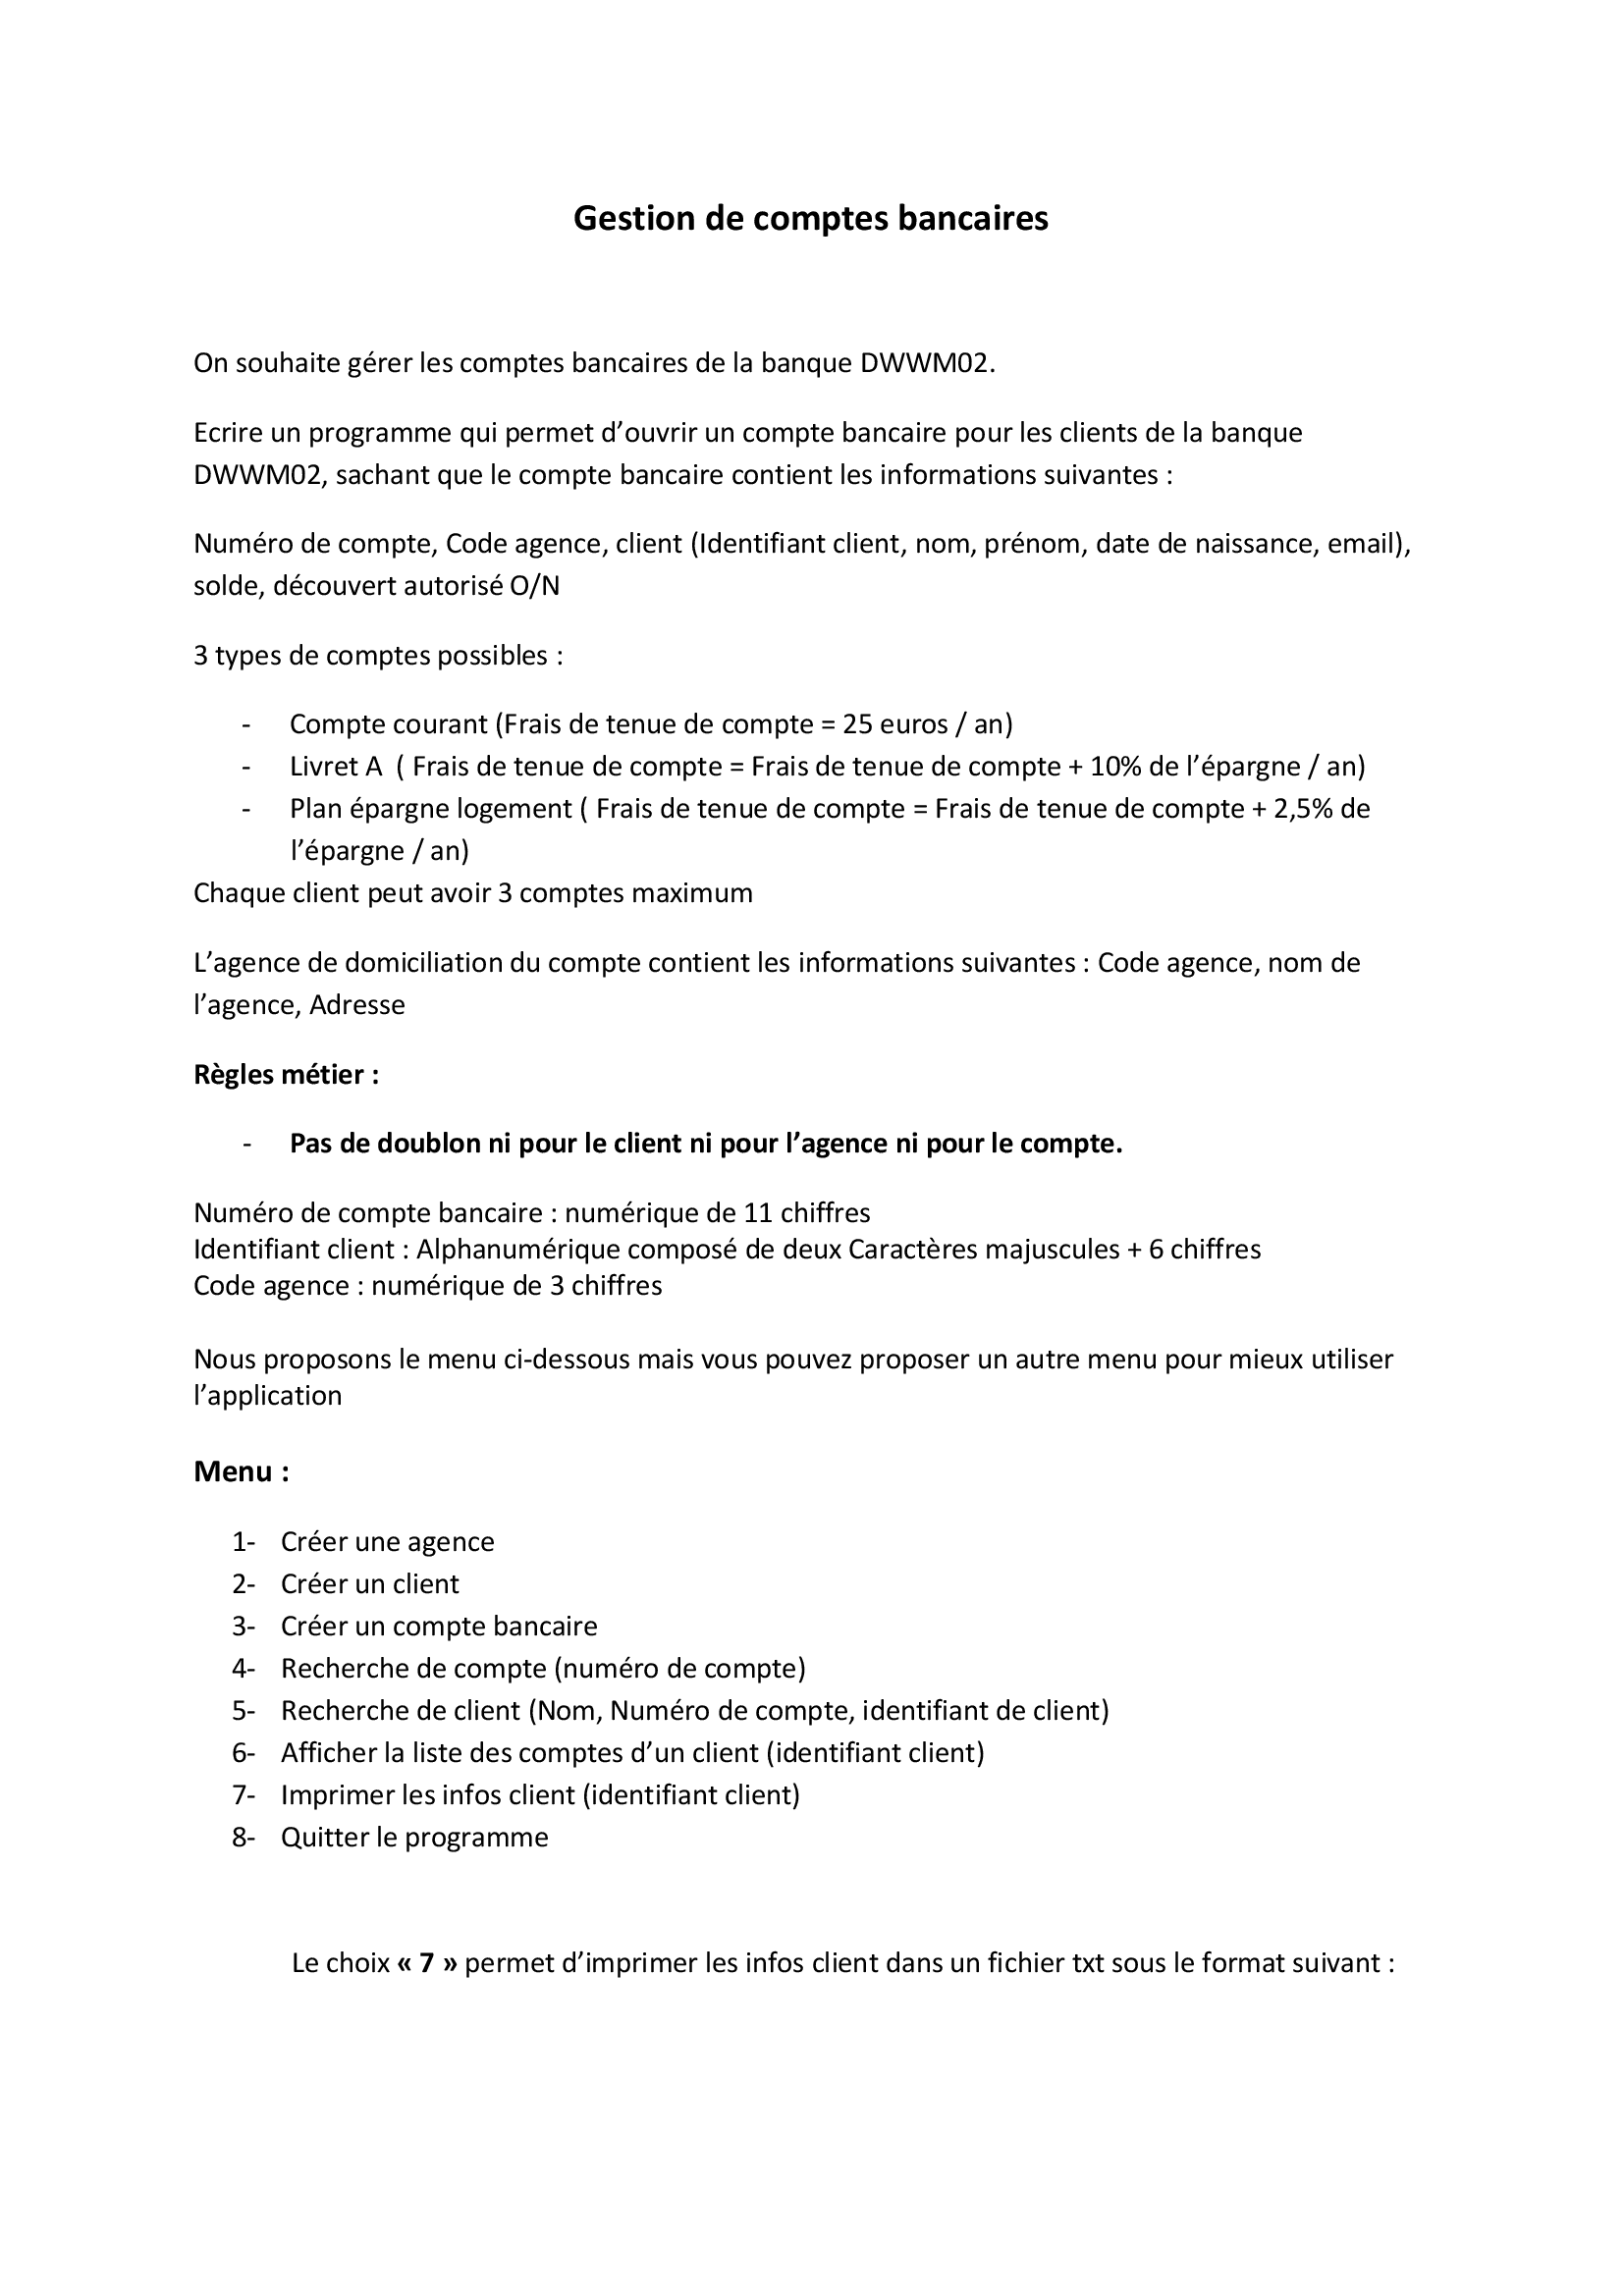 Gestion de comptes bancaires
On souhaite gérer les comptes bancaires de la banque DWWM02.
Ecrire un programme qui permet d’ouvrir un compte bancaire pour les clients de la banque
DWWM02, sachant que le compte bancaire contient les informations suivantes :
Numéro de compte, Code agence, client (Identifiant client, nom, prénom, date de naissance, email),
solde, découvert autorisé O/N
3 types de comptes possibles :
- Compte courant (Frais de tenue de compte = 25 euros / an)
- Livret A ( Frais de tenue de compte = Frais de tenue de compte + 10% de l’épargne / an)
- Plan épargne logement ( Frais de tenue de compte = Frais de tenue de compte + 2,5% de
l’épargne / an)
Chaque client peut avoir 3 comptes maximum
L’agence de domiciliation du compte contient les informations suivantes : Code agence, nom de
l’agence, Adresse
Règles métier :
- Pas de doublon ni pour le client ni pour l’agence ni pour le compte.
Numéro de compte bancaire : numérique de 11 chiffres
Identifiant client : Alphanumérique composé de deux Caractères majuscules + 6 chiffres
Code agence : numérique de 3 chiffres
Nous proposons le menu ci-dessous mais vous pouvez proposer un autre menu pour mieux utiliser
l’application
Menu :
1- Créer une agence
2- Créer un client
3- Créer un compte bancaire
4- Recherche de compte (numéro de compte)
5- Recherche de client (Nom, Numéro de compte, identifiant de client)
6- Afficher la liste des comptes d’un client (identifiant client)
7- Imprimer les infos client (identifiant client)
8- Quitter le programme
Le choix « 7 » permet d’imprimer les infos client dans un fichier txt sous le format suivant :